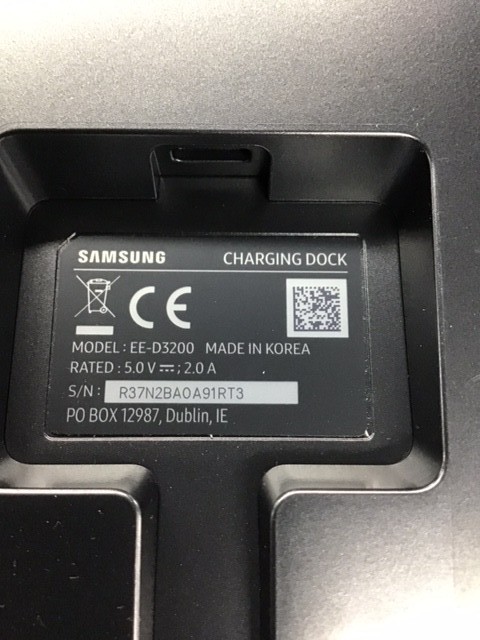 SAMSUNG CHARGING DOCK
CE
MODEL : EE-D3200 MADE IN KOREA
RATED : 5.0 V ⎓; 2.0 A
S/N : R37N2BA0A91RT3
PO BOX 12987, Dublin, IE